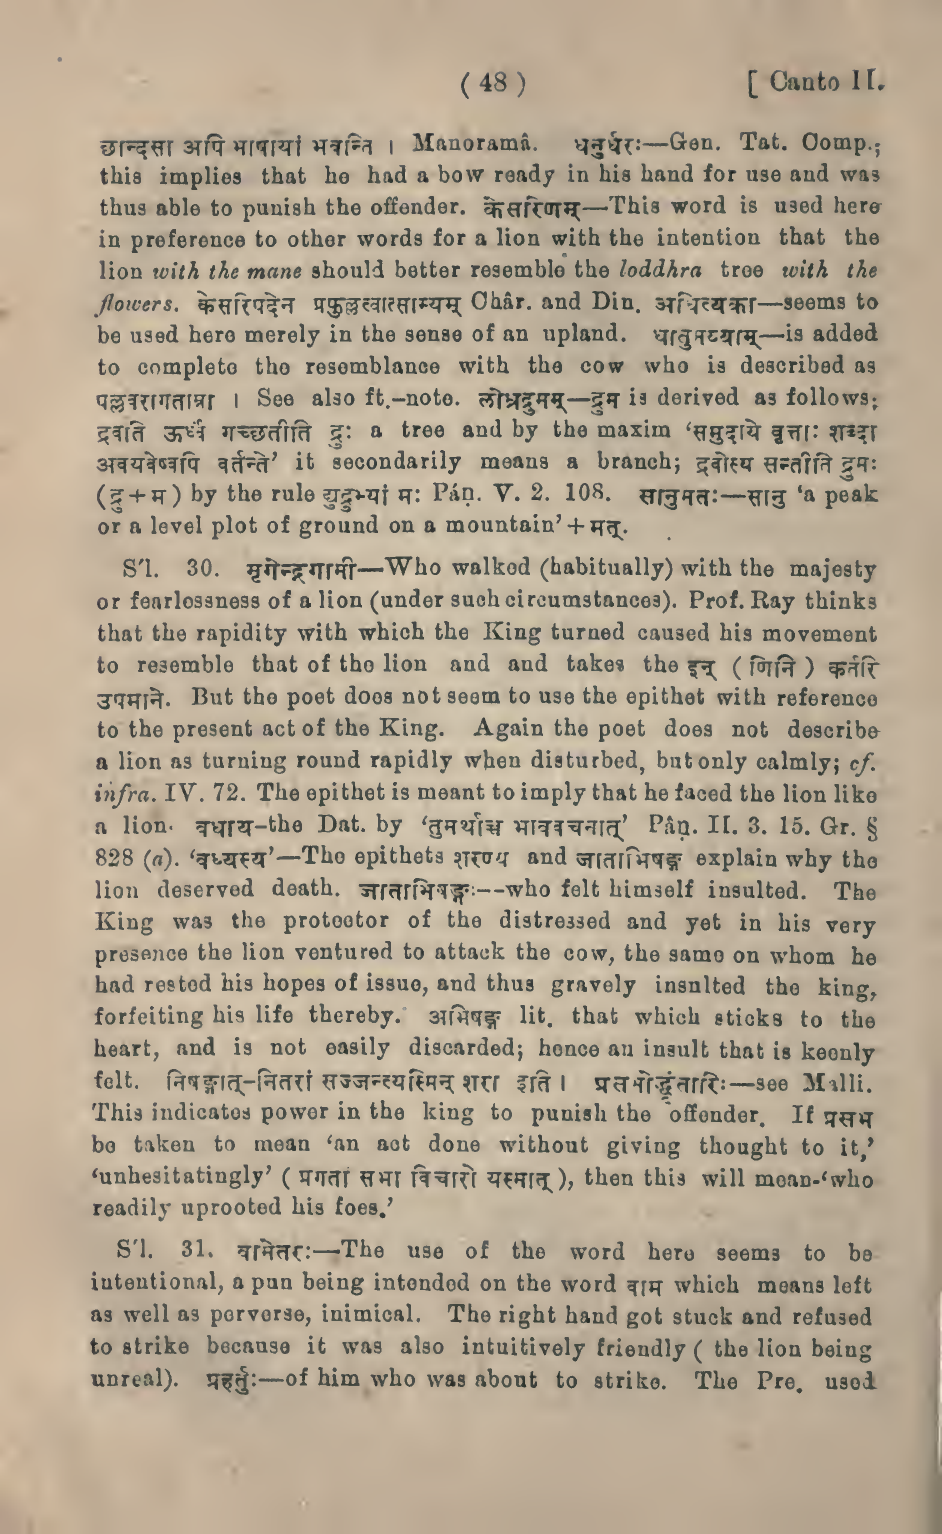 ( 48 ) [ Canto II.
छान्दसा अपि भाषायां भवन्ति । Manoramâ. धनुर्धरः—Gen. Tat. Comp.;
this implies that he had a bow ready in his hand for use and was
thus able to punish the offender. केसरिणम्—This word is used here
in preference to other words for a lion with the intention that the
lion with the mane should better resemble the loddhra tree with the
flowers. केसरिपदेन प्रफुल्लत्वात्साम्यम् Châr. and Din. अधित्यका—seems to
be used here merely in the sense of an upland. धातुमय्याम्—is added
to complete the resemblance with the cow who is described as
पल्लवरागताम्रा । See also ft.-note. लोध्रद्रुमम्—द्रुम is derived as follows;
द्रवति ऊर्ध्वं गच्छतीति द्रुः a tree and by the maxim ‘समुदाये वृत्ताः शब्दा
अवयवेष्वपि वर्तन्ते’ it secondarily means a branch; द्रवोस्य सन्तीति द्रुमः
(द्रु+म) by the rule द्युद्रुभ्यां मः Páṇ. V. 2. 108. सानुमतः—सानु ‘a peak
or a level plot of ground on a mountain’+मत्.
S'l. 30. मृगेन्द्रगामी—Who walked (habitually) with the majesty
or fearlessness of a lion (under such circumstances). Prof. Ray thinks
that the rapidity with which the King turned caused his movement
to resemble that of the lion and and takes the इन् ( णिनि ) कर्तरि
उपमाने. But the poet does not seem to use the epithet with reference
to the present act of the King. Again the poet does not describe
a lion as turning round rapidly when disturbed, but only calmly; cf.
infra. IV. 72. The epithet is meant to imply that he faced the lion like
a lion. वधाय-the Dat. by ‘तुमर्थाच्च भाववचनात्’ Pâṇ. II. 3. 15. Gr. §
828 (a). ‘वध्यस्य’—The epithets शरण्य and जाताभिषङ्ग explain why the
lion deserved death. जाताभिषङ्गः--who felt himself insulted. The
King was the protector of the distressed and yet in his very
presence the lion ventured to attack the cow, the same on whom he
had rested his hopes of issue, and thus gravely insulted the king,
forfeiting his life thereby. अभिषङ्ग lit. that which sticks to the
heart, and is not easily discarded; hence an insult that is keenly
felt. निषङ्गात्-नितरां सज्जन्त्यस्मिन् शरा इति । प्रसभोद्धृतारिः—see Malli.
This indicates power in the king to punish the offender. If प्रसभ
be taken to mean ‘an act done without giving thought to it,’
‘unhesitatingly’ ( प्रगता सभा विचारो यस्मात् ), then this will mean-‘who
readily uprooted his foes.’
S'l. 31. वामेतरः—The use of the word here seems to be
intentional, a pun being intended on the word वाम which means left
as well as perverse, inimical. The right hand got stuck and refused
to strike because it was also intuitively friendly ( the lion being
unreal). प्रहर्तुः—of him who was about to strike. The Pre. used